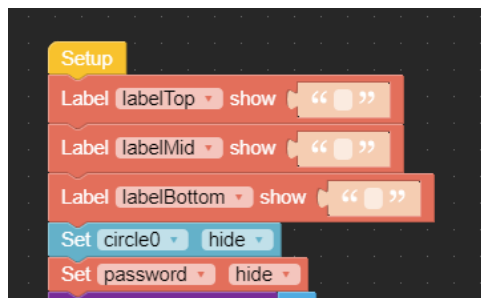 Setup
Label labelTop show “ ”
Label labelMid show “ ”
Label labelBottom show “ ”
Set circle0 hide
Set password hide